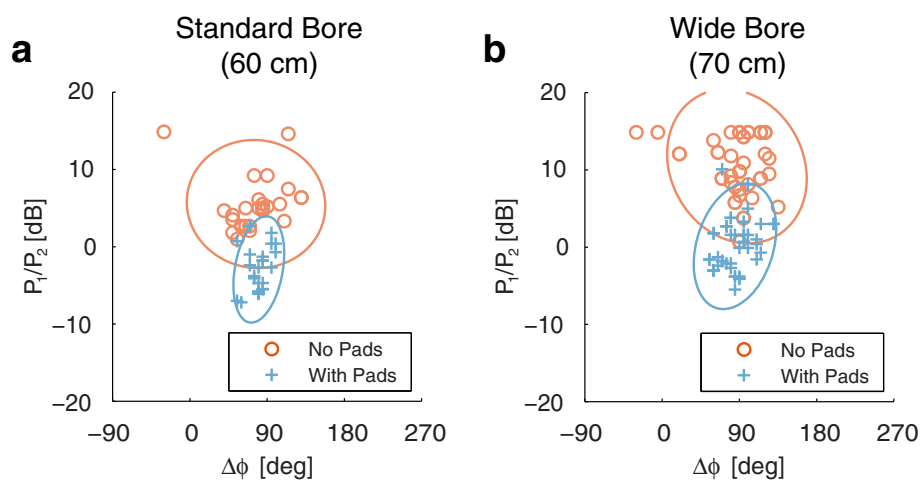 a
Standard Bore
(60 cm)
20
10
0
−10
−20
P1/P2 [dB]
No Pads
With Pads
−90 0 90 180 270
Δϕ [deg]
b
Wide Bore
(70 cm)
20
10
0
−10
−20
P1/P2 [dB]
No Pads
With Pads
−90 0 90 180 270
Δϕ [deg]